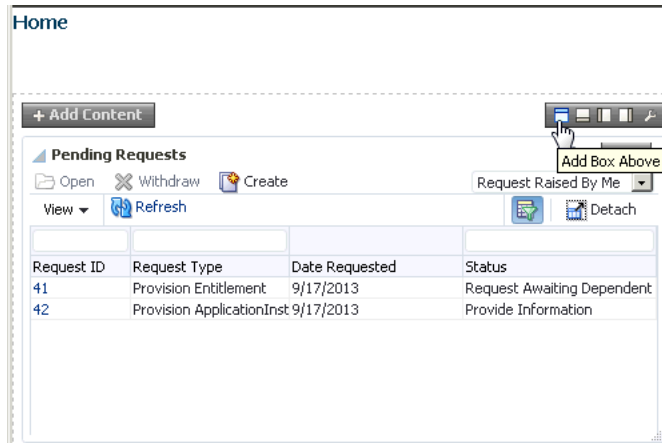 Home
+ Add Content
Pending Requests
Add Box Above
Open Withdraw Create Request Raised By Me
View Refresh Detach
Request ID Request Type Date Requested Status
41 Provision Entitlement 9/17/2013 Request Awaiting Dependent
42 Provision ApplicationInst 9/17/2013 Provide Information